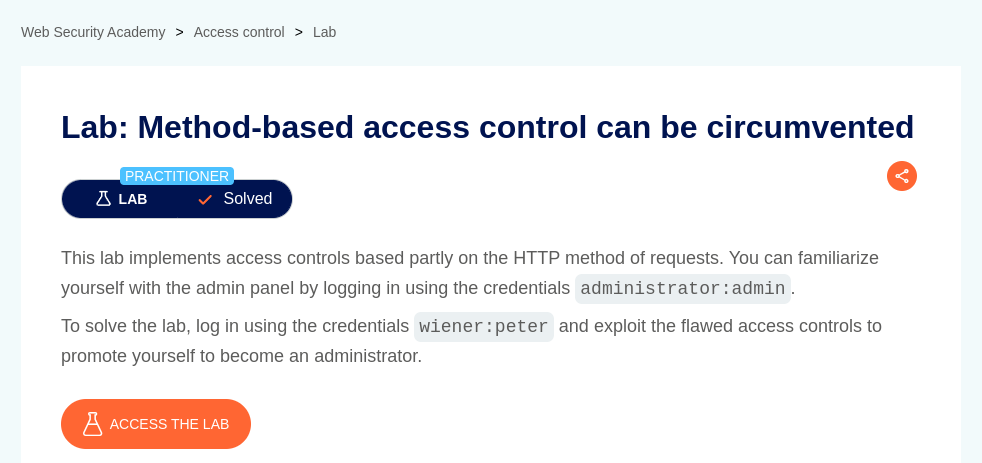 Web Security Academy > Access control > Lab
Lab: Method-based access control can be circumvented
PRACTITIONER
LAB Solved
This lab implements access controls based partly on the HTTP method of requests. You can familiarize
yourself with the admin panel by logging in using the credentials administrator:admin.
To solve the lab, log in using the credentials wiener:peter and exploit the flawed access controls to
promote yourself to become an administrator.
ACCESS THE LAB